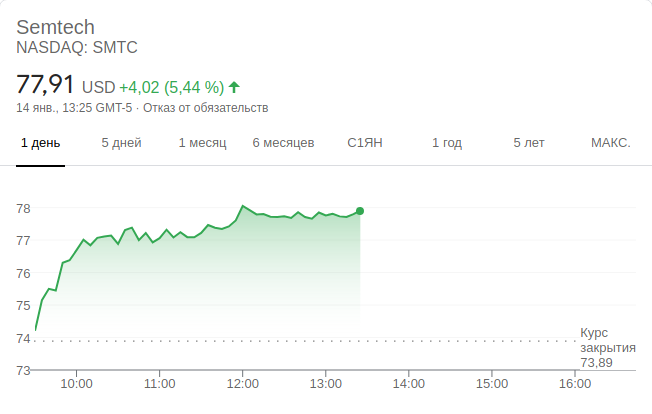 Semtech
NASDAQ: SMTC
77,91 USD +4,02 (5,44 %)
14 янв., 13:25 GMT-5 · Отказ от обязательств
1 день 5 дней 1 месяц 6 месяцев С1ЯН 1 год 5 лет МАКС.
78
77
76
75
74
73
Курс
закрытия
73,89
10:00 11:00 12:00 13:00 14:00 15:00 16:00